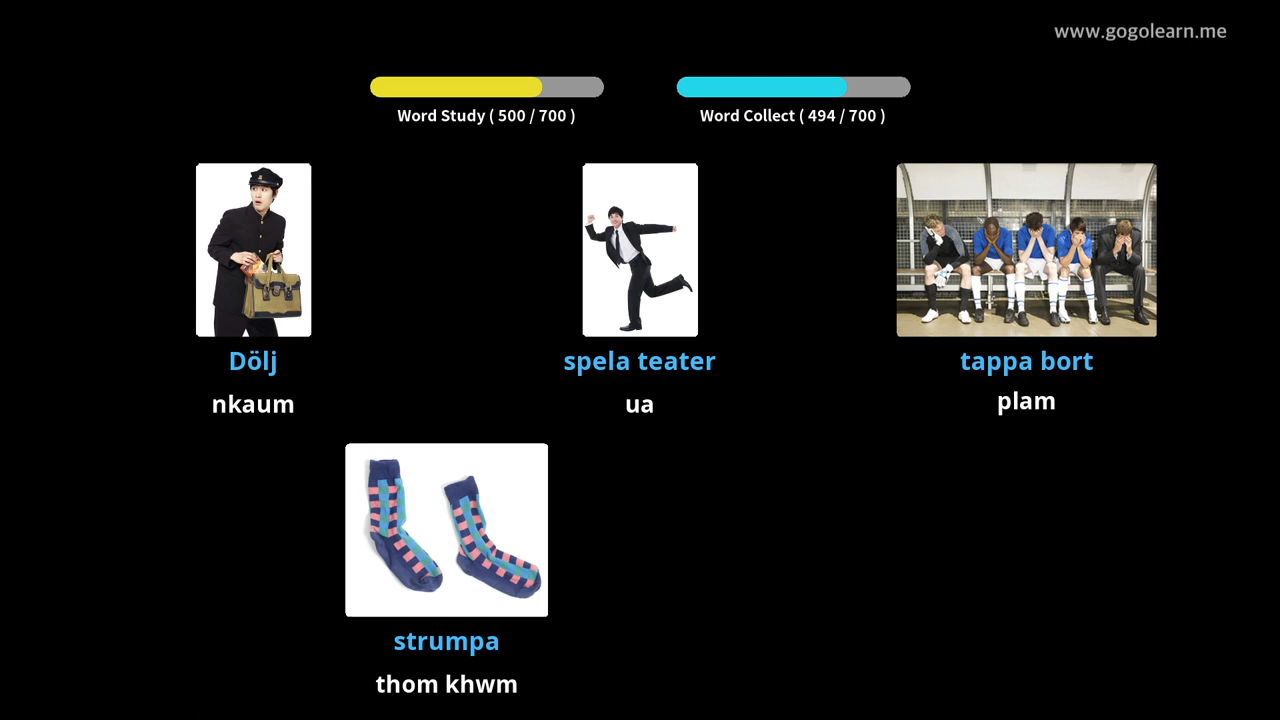 www.gogolearn.me
Word Study ( 500 / 700 )
Word Collect ( 494 / 700 )
Dölj
nkaum
spela teater
ua
tappa bort
plam
strumpa
thom khwm